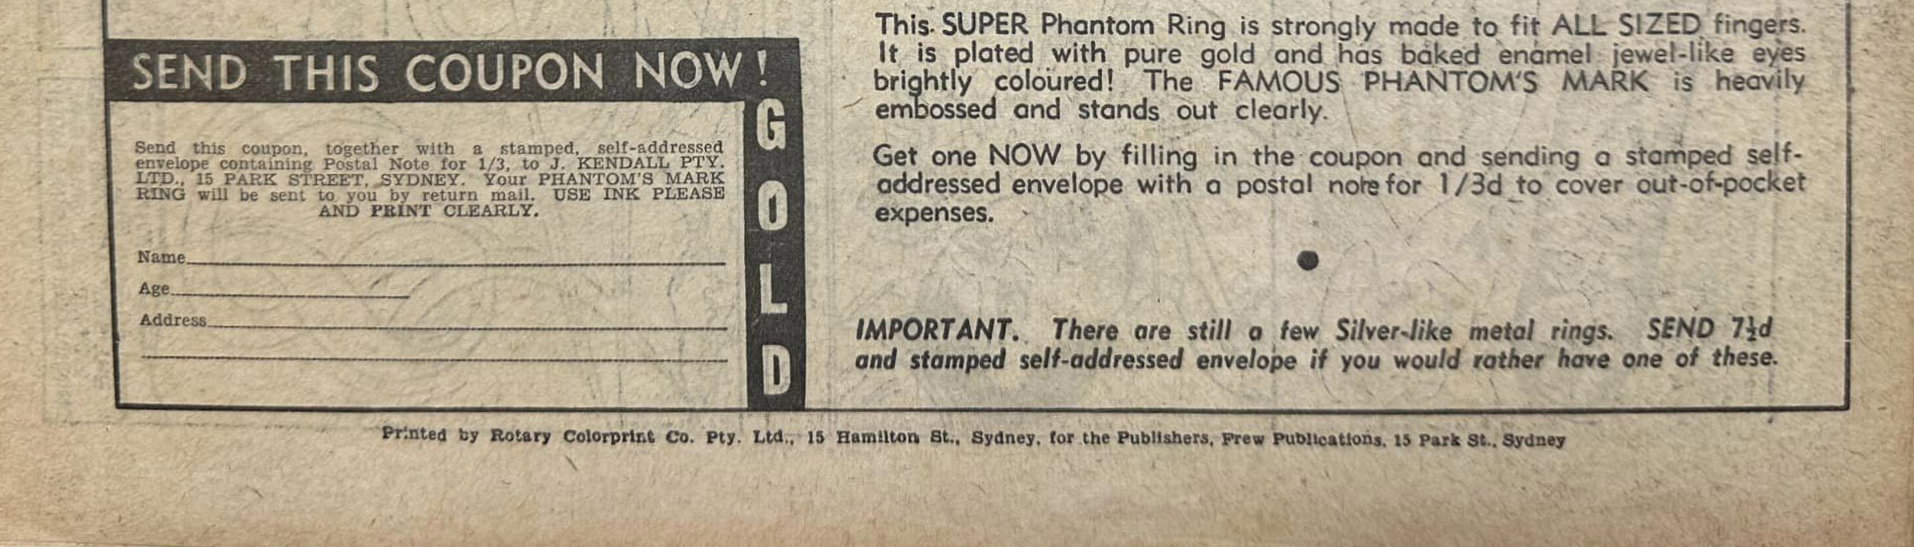 SEND THIS COUPON NOW!
GOLD
Send this coupon, together with a stamped, self-addressed
envelope containing Postal Note for 1/3, to J. KENDALL PTY.
LTD., 15 PARK STREET, SYDNEY. Your PHANTOM'S MARK
RING will be sent to you by return mail. USE INK PLEASE
AND PRINT CLEARLY.
Name
Age
Address
This SUPER Phantom Ring is strongly made to fit ALL SIZED fingers.
It is plated with pure gold and has baked enamel jewel-like eyes
brightly coloured! The FAMOUS PHANTOM'S MARK is heavily
embossed and stands out clearly.
Get one NOW by filling in the coupon and sending a stamped self-
addressed envelope with a postal note for 1/3d to cover out-of-pocket
expenses.
IMPORTANT. There are still a few Silver-like metal rings. SEND 7½d
and stamped self-addressed envelope if you would rather have one of these.
Printed by Rotary Colorprint Co. Pty. Ltd., 15 Hamilton St., Sydney, for the Publishers, Frew Publications, 15 Park St., Sydney